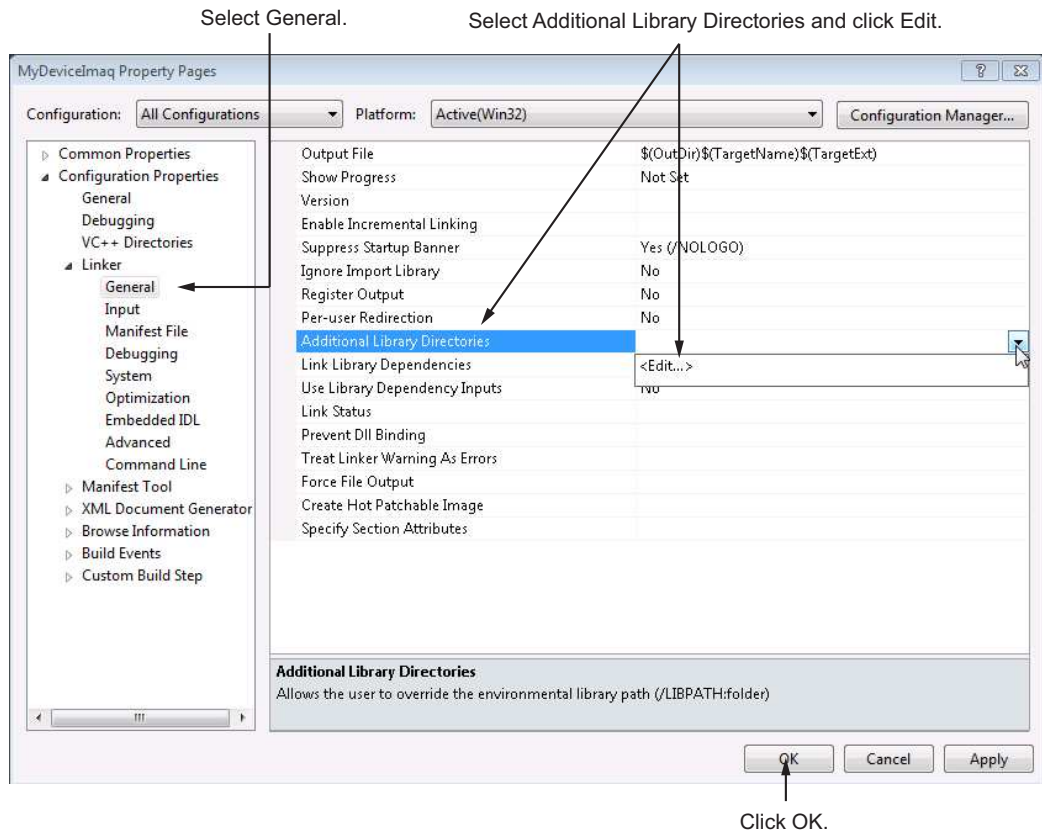 Select General.
Select Additional Library Directories and click Edit.
MyDeviceImaq Property Pages
Configuration: All Configurations Platform: Active(Win32) Configuration Manager...
Common Properties
Configuration Properties
General
Debugging
VC++ Directories
Linker
General
Input
Manifest File
Debugging
System
Optimization
Embedded IDL
Advanced
Command Line
Manifest Tool
XML Document Generator
Browse Information
Build Events
Custom Build Step
Output File $(OutDir)$(TargetName)$(TargetExt)
Show Progress Not Set
Version
Enable Incremental Linking
Suppress Startup Banner Yes (/NOLOGO)
Ignore Import Library No
Register Output No
Per-user Redirection No
Additional Library Directories
Link Library Dependencies <Edit...>
Use Library Dependency Inputs No
Link Status
Prevent Dll Binding
Treat Linker Warning As Errors
Force File Output
Create Hot Patchable Image
Specify Section Attributes
Additional Library Directories
Allows the user to override the environmental library path (/LIBPATH:folder)
OK Cancel Apply
Click OK.